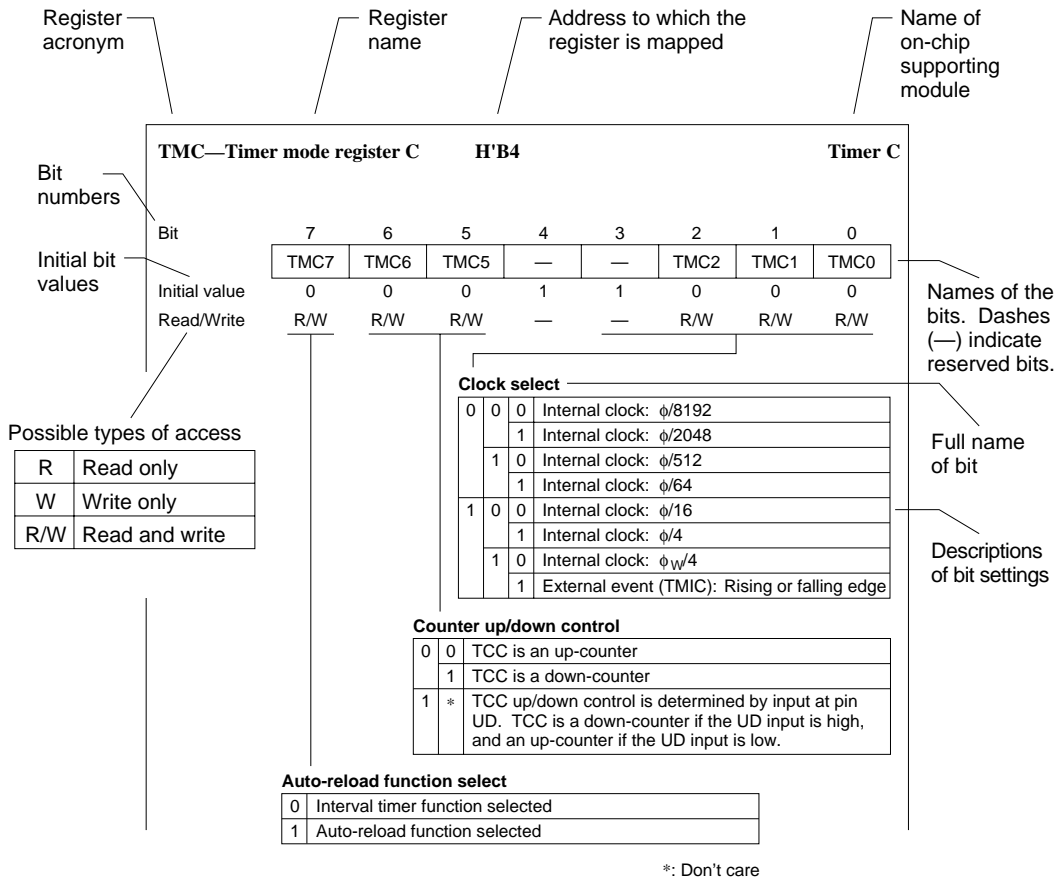 Register acronym
Register name
Address to which the register is mapped
Name of on-chip supporting module
TMC—Timer mode register C H'B4 Timer C
Bit numbers
Bit 7 6 5 4 3 2 1 0
Initial bit values
TMC7 TMC6 TMC5 — — TMC2 TMC1 TMC0
Initial value 0 0 0 1 1 0 0 0
Read/Write R/W R/W R/W — — R/W R/W R/W
Names of the bits. Dashes (—) indicate reserved bits.
Possible types of access
R Read only
W Write only
R/W Read and write
Clock select
0 0 0 Internal clock: ϕ/8192
1 Internal clock: ϕ/2048
1 0 Internal clock: ϕ/512
1 Internal clock: ϕ/64
1 0 0 Internal clock: ϕ/16
1 Internal clock: ϕ/4
1 0 Internal clock: ϕW/4
1 External event (TMIC): Rising or falling edge
Full name of bit
Descriptions of bit settings
Counter up/down control
0 0 TCC is an up-counter
1 TCC is a down-counter
1 * TCC up/down control is determined by input at pin
UD. TCC is a down-counter if the UD input is high,
and an up-counter if the UD input is low.
Auto-reload function select
0 Interval timer function selected
1 Auto-reload function selected
*: Don't care